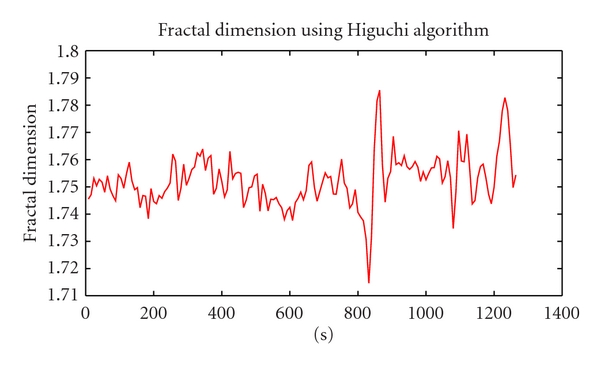 Fractal dimension using Higuchi algorithm
1.8
1.79
1.78
1.77
1.76
1.75
1.74
1.73
1.72
1.71
Fractal dimension
0 200 400 600 800 1000 1200 1400
(s)